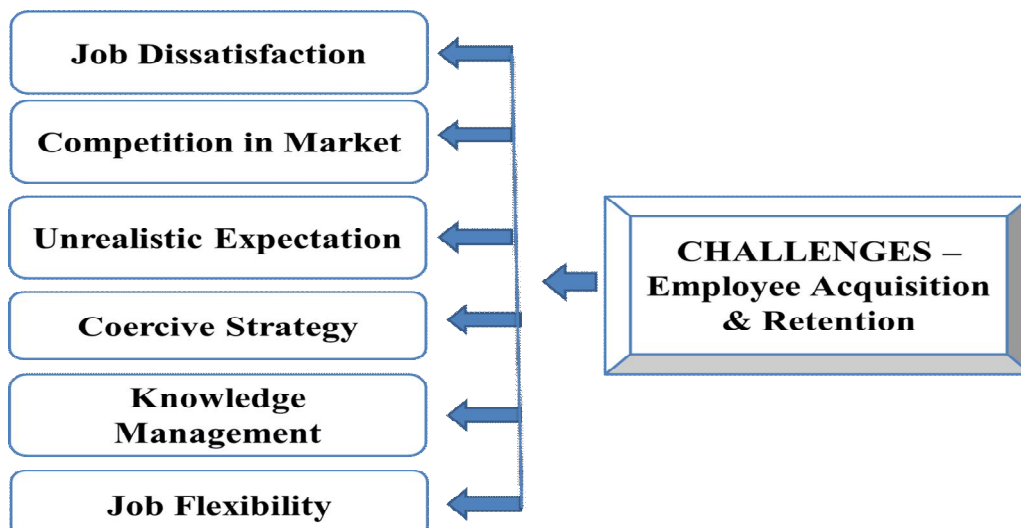 Job Dissatisfaction
Competition in Market
Unrealistic Expectation
Coercive Strategy
Knowledge
Management
Job Flexibility
CHALLENGES –
Employee Acquisition
& Retention